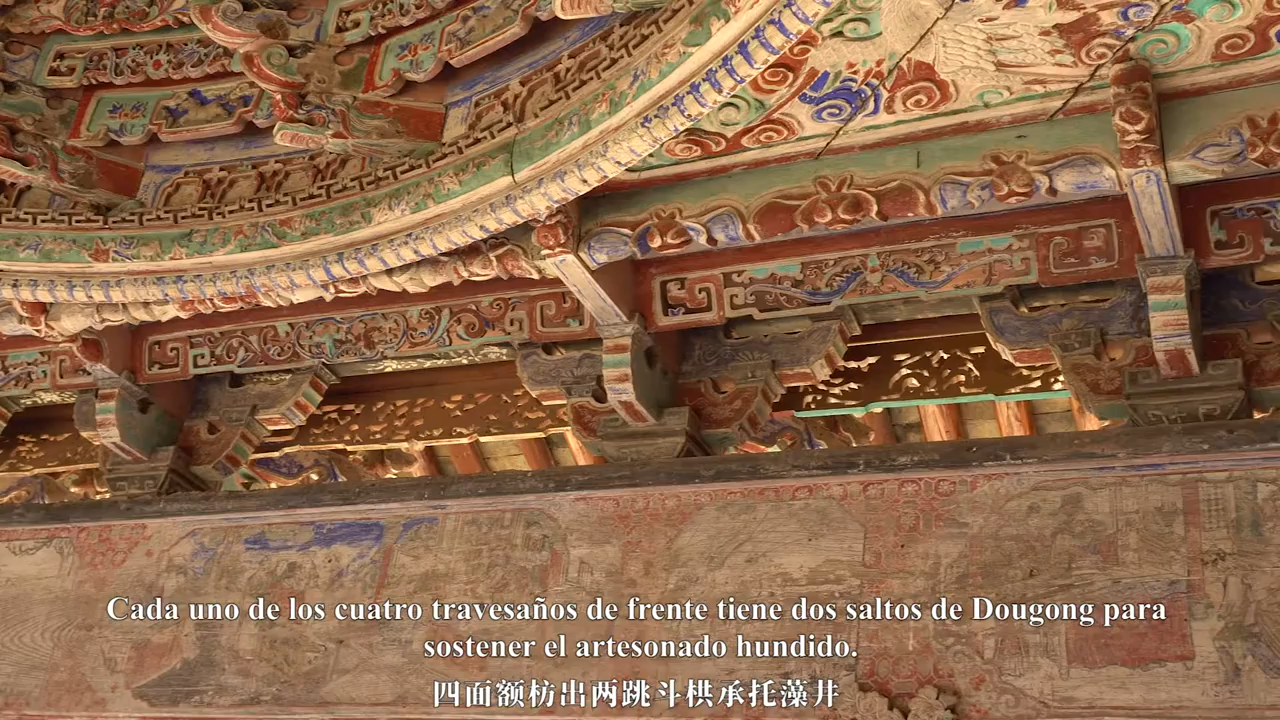 Cada uno de los cuatro travesaños de frente tiene dos saltos de Dougong para
sostener el artesonado hundido.
四面额枋出两跳斗栱承托藻井